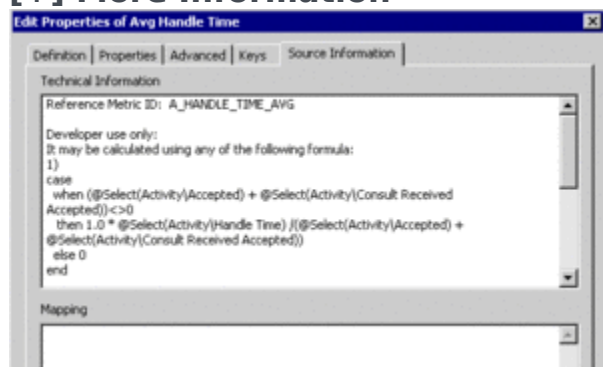 [+] More Information
Edit Properties of Avg Handle Time
Definition Properties Advanced Keys Source Information
Technical Information
Reference Metric ID: A_HANDLE_TIME_AVG
Developer use only:
It may be calculated using any of the following formula:
1)
case
when (@Select(Activity\Accepted) + @Select(Activity\Consult Received
Accepted))<>0
then 1.0 * @Select(Activity\Handle Time) /(@Select(Activity\Accepted) +
@Select(Activity\Consult Received Accepted))
else 0
end
Mapping